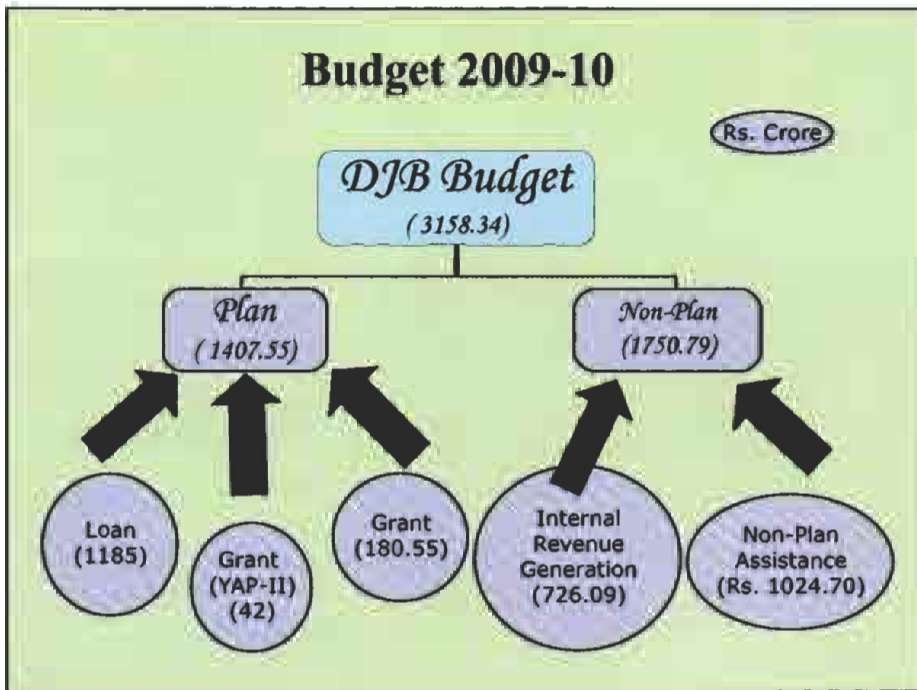 Budget 2009-10
Rs. Crore
DJB Budget
( 3158.34)
Plan
( 1407.55)
Non-Plan
(1750.79)
Loan
(1185)
Grant
(YAP-II)
(42)
Grant
(180.55)
Internal
Revenue
Generation
(726.09)
Non-Plan
Assistance
(Rs. 1024.70)